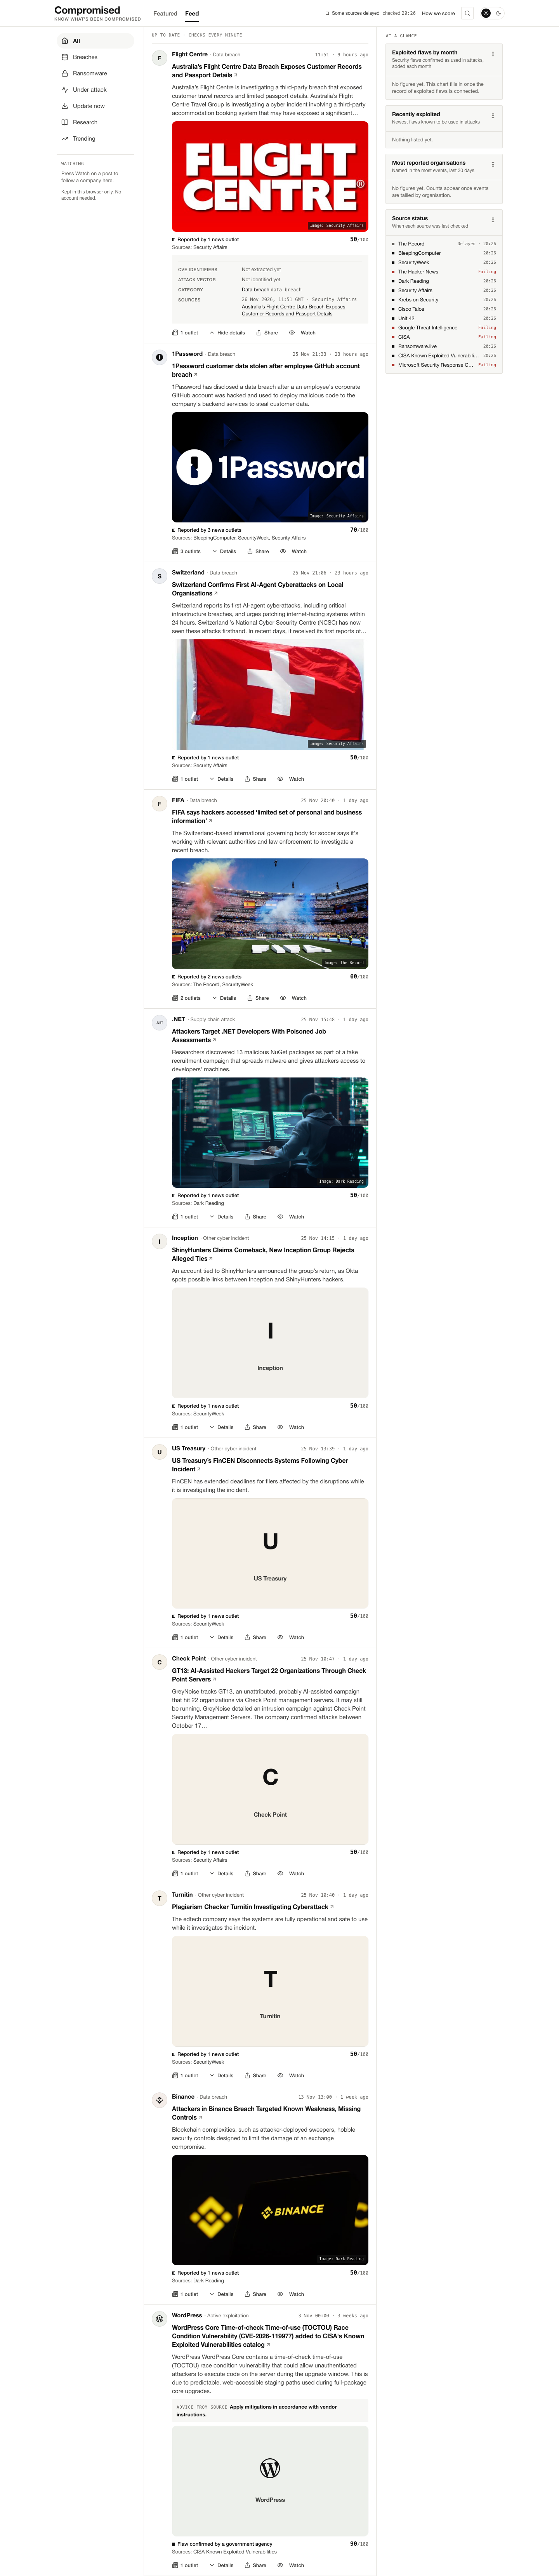 Compromised
KNOW WHAT'S BEEN COMPROMISED
Featured
Feed
Some sources delayed checked 20:26
How we score
All
Breaches
Ransomware
Under attack
Update now
Research
Trending
WATCHING
Press Watch on a post to
follow a company here.
Kept in this browser only. No
account needed.
UP TO DATE · CHECKS EVERY MINUTE
F
Flight Centre · Data breach
11:51 · 9 hours ago
Australia's Flight Centre Data Breach Exposes Customer Records
and Passport Details
Australia's Flight Centre is investigating a third-party breach that exposed
customer travel records and limited passport details. Australia's Flight
Centre Travel Group is investigating a cyber incident involving a third-party
accommodation booking system that may have exposed a significant…
FLIGHT
CENTRE®
Image: Security Affairs
Reported by 1 news outlet
50/100
Sources: Security Affairs
CVE IDENTIFIERS Not extracted yet
ATTACK VECTOR Not identified yet
CATEGORY Data breach data_breach
SOURCES 26 Nov 2026, 11:51 GMT · Security Affairs
Australia's Flight Centre Data Breach Exposes
Customer Records and Passport Details
1 outlet Hide details Share Watch
1Password · Data breach
25 Nov 21:33 · 23 hours ago
1Password customer data stolen after employee GitHub account
breach
1Password has disclosed a data breach after a an employee's corporate
GitHub account was hacked and used to deploy malicious code to the
company's backend services to steal customer data.
1Password
Image: Security Affairs
Reported by 3 news outlets
70/100
Sources: BleepingComputer, SecurityWeek, Security Affairs
3 outlets Details Share Watch
S
Switzerland · Data breach
25 Nov 21:06 · 23 hours ago
Switzerland Confirms First AI-Agent Cyberattacks on Local
Organisations
Switzerland reports its first AI-agent cyberattacks, including critical
infrastructure breaches, and urges patching internet-facing systems within
24 hours. Switzerland 's National Cyber Security Centre (NCSC) has now
seen these attacks firsthand. In recent days, it received its first reports of…
Image: Security Affairs
Reported by 1 news outlet
50/100
Sources: Security Affairs
1 outlet Details Share Watch
F
FIFA · Data breach
25 Nov 20:40 · 1 day ago
FIFA says hackers accessed 'limited set of personal and business
information'
The Switzerland-based international governing body for soccer says it's
working with relevant authorities and law enforcement to investigate a
recent breach.
Image: The Record
Reported by 2 news outlets
60/100
Sources: The Record, SecurityWeek
2 outlets Details Share Watch
.NET
.NET · Supply chain attack
25 Nov 15:48 · 1 day ago
Attackers Target .NET Developers With Poisoned Job
Assessments
Researchers discovered 13 malicious NuGet packages as part of a fake
recruitment campaign that spreads malware and gives attackers access to
developers' machines.
Image: Dark Reading
Reported by 1 news outlet
50/100
Sources: Dark Reading
1 outlet Details Share Watch
I
Inception · Other cyber incident
25 Nov 14:15 · 1 day ago
ShinyHunters Claims Comeback, New Inception Group Rejects
Alleged Ties
An account tied to ShinyHunters announced the group's return, as Okta
spots possible links between Inception and ShinyHunters hackers.
I
Inception
Reported by 1 news outlet
50/100
Sources: SecurityWeek
1 outlet Details Share Watch
U
US Treasury · Other cyber incident
25 Nov 13:39 · 1 day ago
US Treasury's FinCEN Disconnects Systems Following Cyber
Incident
FinCEN has extended deadlines for filers affected by the disruptions while
it is investigating the incident.
U
US Treasury
Reported by 1 news outlet
50/100
Sources: SecurityWeek
1 outlet Details Share Watch
C
Check Point · Other cyber incident
25 Nov 10:47 · 1 day ago
GT13: AI-Assisted Hackers Target 22 Organizations Through Check
Point Servers
GreyNoise tracks GT13, an unattributed, probably AI-assisted campaign
that hit 22 organizations via Check Point management servers. It may still
be running. GreyNoise detailed an intrusion campaign against Check Point
Security Management Servers. The company confirmed attacks between
October 17…
C
Check Point
Reported by 1 news outlet
50/100
Sources: Security Affairs
1 outlet Details Share Watch
T
Turnitin · Other cyber incident
25 Nov 10:40 · 1 day ago
Plagiarism Checker Turnitin Investigating Cyberattack
The edtech company says the systems are fully operational and safe to use
while it investigates the incident.
T
Turnitin
Reported by 1 news outlet
50/100
Sources: SecurityWeek
1 outlet Details Share Watch
Binance · Data breach
13 Nov 13:00 · 1 week ago
Attackers in Binance Breach Targeted Known Weakness, Missing
Controls
Blockchain complexities, such as attacker-deployed sweepers, hobble
security controls designed to limit the damage of an exchange
compromise.
BINANCE
Image: Dark Reading
Reported by 1 news outlet
50/100
Sources: Dark Reading
1 outlet Details Share Watch
WordPress · Active exploitation
3 Nov 00:00 · 3 weeks ago
WordPress Core Time-of-check Time-of-use (TOCTOU) Race
Condition Vulnerability (CVE-2026-119977) added to CISA's Known
Exploited Vulnerabilities catalog
WordPress WordPress Core contains a time-of-check time-of-use
(TOCTOU) race condition vulnerability that could allow unauthenticated
attackers to execute code on the server during the upgrade window. This is
due to predictable, web-accessible staging paths used during full-package
core upgrades.
ADVICE FROM SOURCE Apply mitigations in accordance with vendor
instructions.
WordPress
Flaw confirmed by a government agency
90/100
Sources: CISA Known Exploited Vulnerabilities
1 outlet Details Share Watch
AT A GLANCE
Exploited flaws by month
Security flaws confirmed as used in attacks,
added each month
No figures yet. This chart fills in once the
record of exploited flaws is connected.
Recently exploited
Newest flaws known to be used in attacks
Nothing listed yet.
Most reported organisations
Named in the most events, last 30 days
No figures yet. Counts appear once events
are tallied by organisation.
Source status
When each source was last checked
The Record Delayed · 20:26
BleepingComputer 20:26
SecurityWeek 20:26
The Hacker News Failing
Dark Reading 20:26
Security Affairs 20:26
Krebs on Security 20:26
Cisco Talos 20:26
Unit 42 20:26
Google Threat Intelligence Failing
CISA Failing
Ransomware.live 20:26
CISA Known Exploited Vulnerabili… 20:26
Microsoft Security Response C… Failing